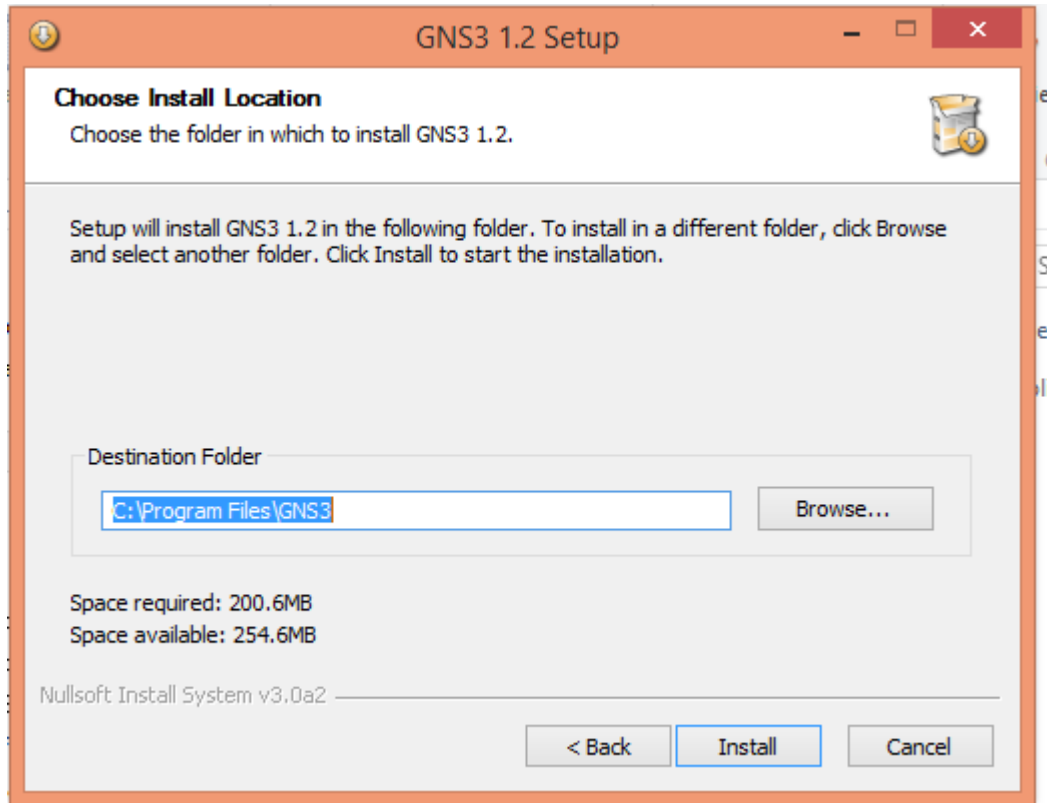 GNS3 1.2 Setup
Choose Install Location
Choose the folder in which to install GNS3 1.2.
Setup will install GNS3 1.2 in the following folder. To install in a different folder, click Browse
and select another folder. Click Install to start the installation.
Destination Folder
C:\Program Files\GNS3
Browse...
Space required: 200.6MB
Space available: 254.6MB
Nullsoft Install System v3.0a2
< Back
Install
Cancel